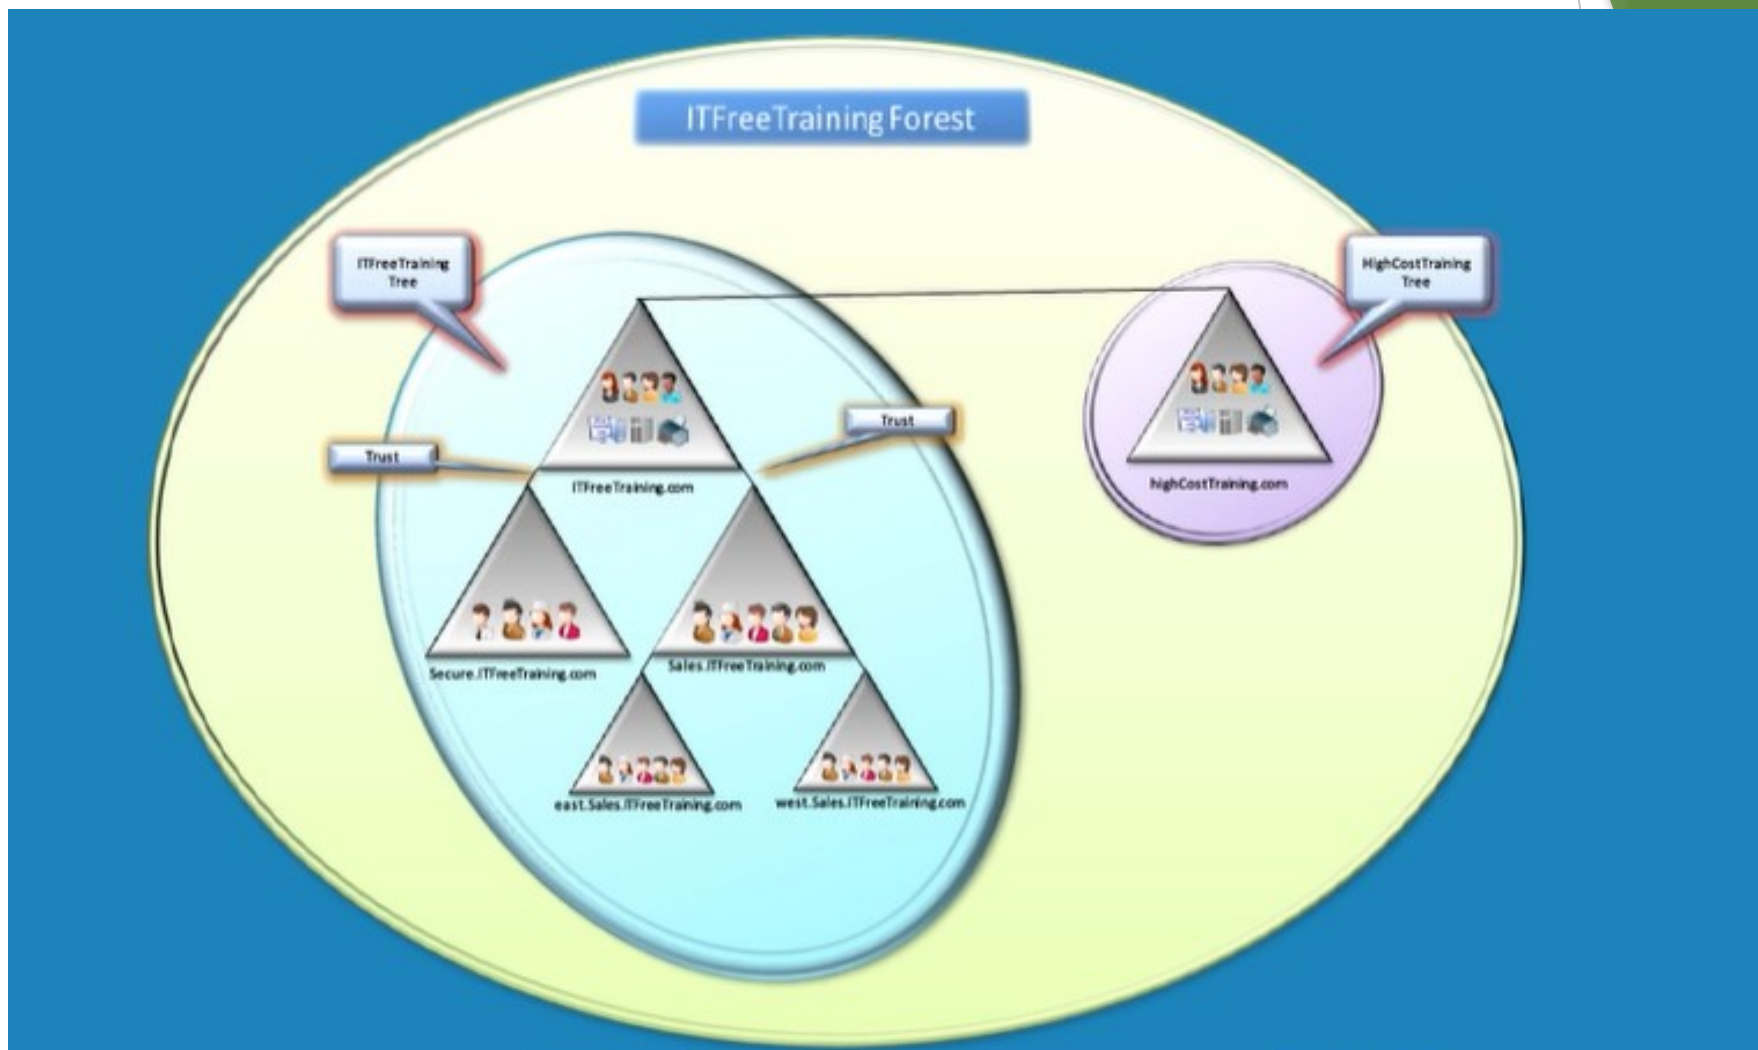 ITFreeTraining Forest
ITFreeTraining
Tree
HighCostTraining
Tree
Trust
Trust
ITFreeTraining.com
highCostTraining.com
Secure.ITFreeTraining.com
Sales.ITFreeTraining.com
east.Sales.ITFreeTraining.com
west.Sales.ITFreeTraining.com